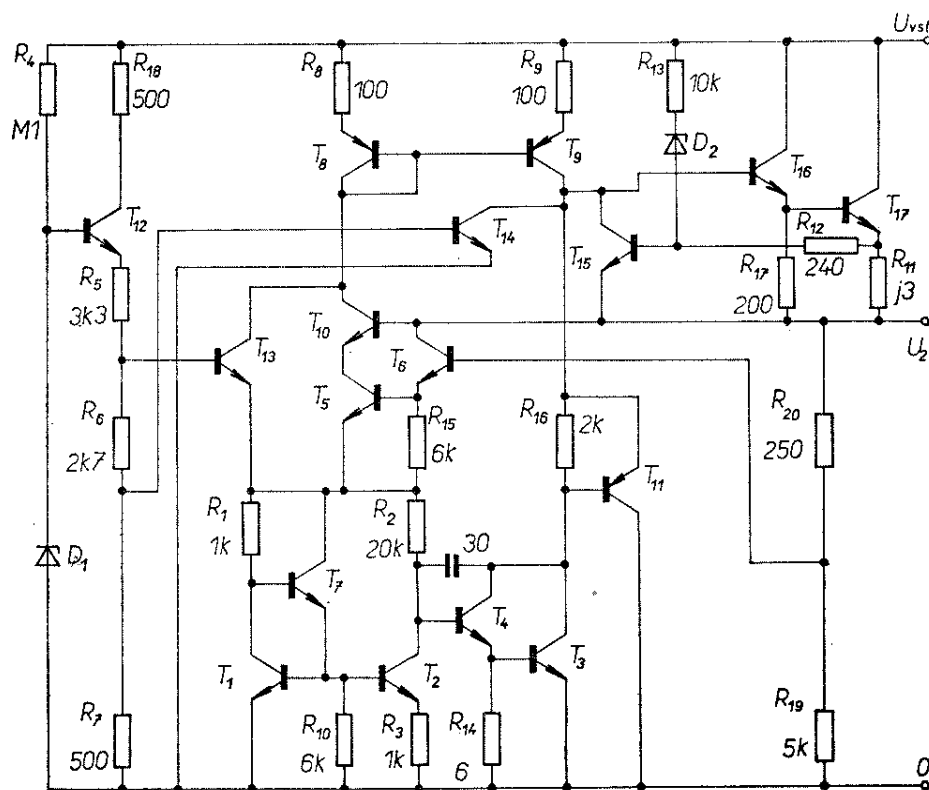 U_vst
R4
M1
R18
500
R8
100
R9
100
R13
10k
D2
T8
T9
T16
T12
T14
T15
T17
R12
240
R17
200
R11
j3
R5
3k3
T13
T10
T6
U2
T5
R6
2k7
R15
6k
R16
2k
R20
250
T11
R1
1k
R2
20k
30
D1
T7
T4
T1
T2
T3
R7
500
R10
6k
R3
1k
R14
6
R19
5k
0